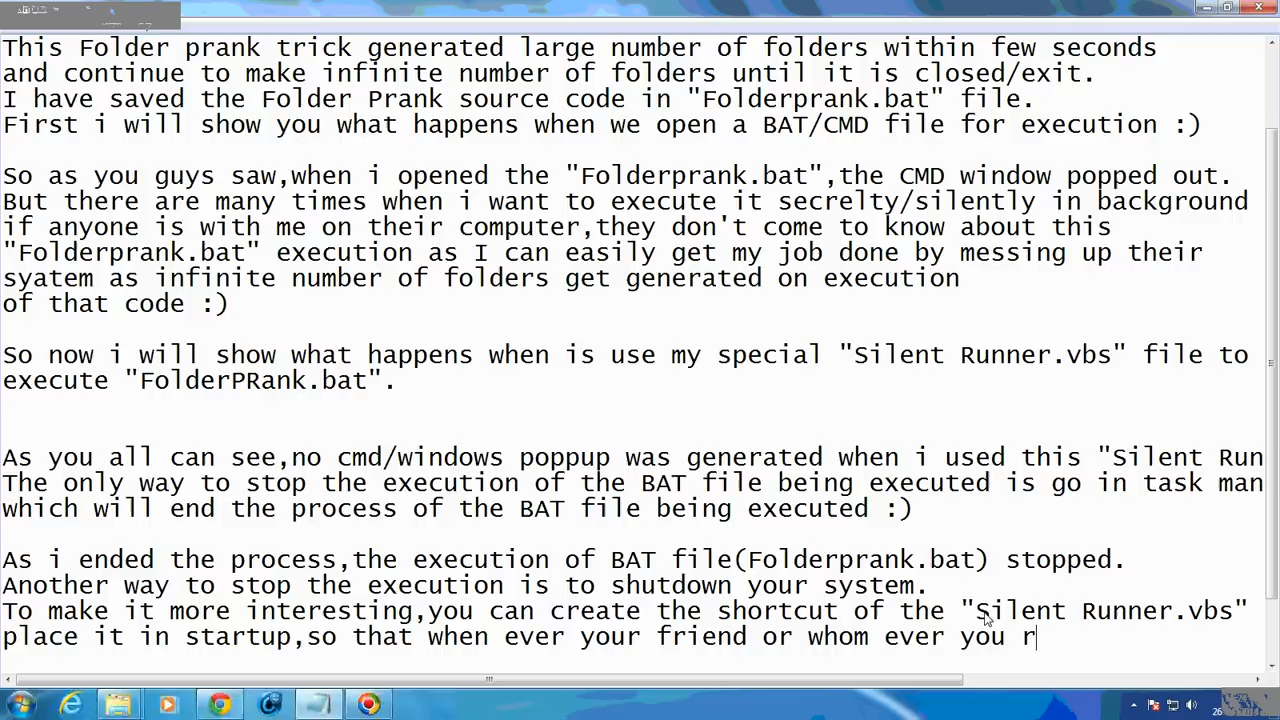 This Folder prank trick generated large number of folders within few seconds
and continue to make infinite number of folders until it is closed/exit.
I have saved the Folder Prank source code in "Folderprank.bat" file.
First i will show you what happens when we open a BAT/CMD file for execution :)
So as you guys saw,when i opened the "Folderprank.bat",the CMD window popped out.
But there are many times when i want to execute it secrelty/silently in background
if anyone is with me on their computer,they don't come to know about this
"Folderprank.bat" execution as I can easily get my job done by messing up their
syatem as infinite number of folders get generated on execution
of that code :)
So now i will show what happens when is use my special "Silent Runner.vbs" file to
execute "FolderPRank.bat".
As you all can see,no cmd/windows poppup was generated when i used this "Silent Run
The only way to stop the execution of the BAT file being executed is go in task man
which will end the process of the BAT file being executed :)
As i ended the process,the execution of BAT file(Folderprank.bat) stopped.
Another way to stop the execution is to shutdown your system.
To make it more interesting,you can create the shortcut of the "Silent Runner.vbs"
place it in startup,so that when ever your friend or whom ever you r
26